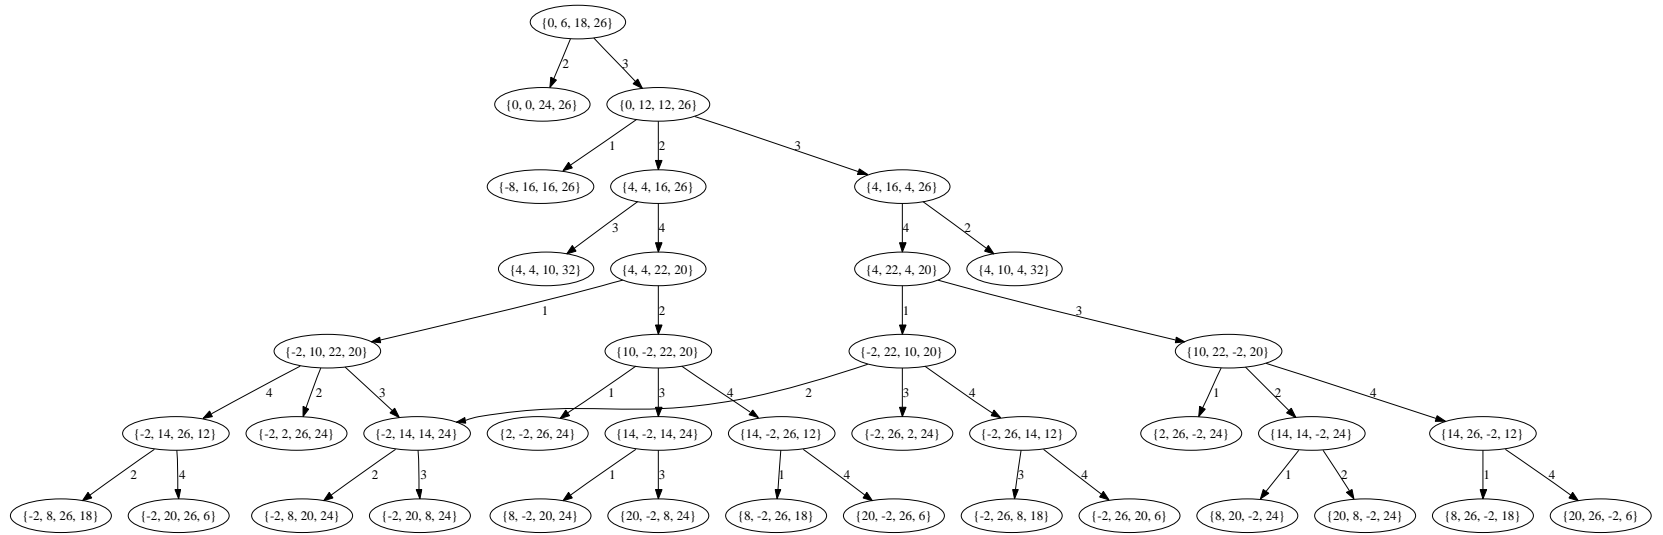 {0, 6, 18, 26}
2
3
{0, 0, 24, 26}
{0, 12, 12, 26}
1
2
3
{-8, 16, 16, 26}
{4, 4, 16, 26}
{4, 16, 4, 26}
3
4
4
2
{4, 4, 10, 32}
{4, 4, 22, 20}
{4, 22, 4, 20}
{4, 10, 4, 32}
1
2
1
3
{-2, 10, 22, 20}
{10, -2, 22, 20}
{-2, 22, 10, 20}
{10, 22, -2, 20}
4
2
3
1
3
4
2
3
4
1
2
4
{-2, 14, 26, 12}
{-2, 2, 26, 24}
{-2, 14, 14, 24}
{2, -2, 26, 24}
{14, -2, 14, 24}
{14, -2, 26, 12}
{-2, 26, 2, 24}
{-2, 26, 14, 12}
{2, 26, -2, 24}
{14, 14, -2, 24}
{14, 26, -2, 12}
2
4
2
3
1
3
1
4
3
4
1
2
1
4
{-2, 8, 26, 18}
{-2, 20, 26, 6}
{-2, 8, 20, 24}
{-2, 20, 8, 24}
{8, -2, 20, 24}
{20, -2, 8, 24}
{8, -2, 26, 18}
{20, -2, 26, 6}
{-2, 26, 8, 18}
{-2, 26, 20, 6}
{8, 20, -2, 24}
{20, 8, -2, 24}
{8, 26, -2, 18}
{20, 26, -2, 6}